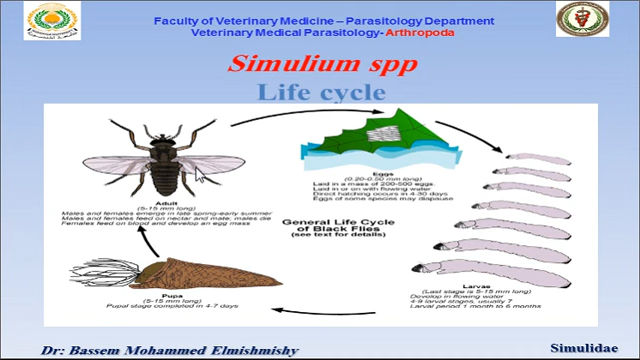 Faculty of Veterinary Medicine – Parasitology Department
Veterinary Medical Parasitology- Arthropoda
Simulium spp
Life cycle
Adult
(5-15 mm long)
Males and females emerge in late spring-early summer
Males and females feed on nectar and mate; males die
Females feed on blood and develop an egg mass
Eggs
(0.20-0.50 mm long)
Laid in a mass of 200-500 eggs.
Laid in or on with flowing water
Direct hatching occurs in 4-30 days
Eggs of some species may diapause
General Life Cycle
of Black Flies
(see text for details)
Larvas
(Last stage is 5-15 mm long)
Develop in flowing water
4-9 larval stages, usually 7
Larval period 1 month to 6 months
Pupa
(5-15 mm long)
Pupal stage completed in 4-7 days
Dr: Bassem Mohammed Elmishmishy
Simulidae